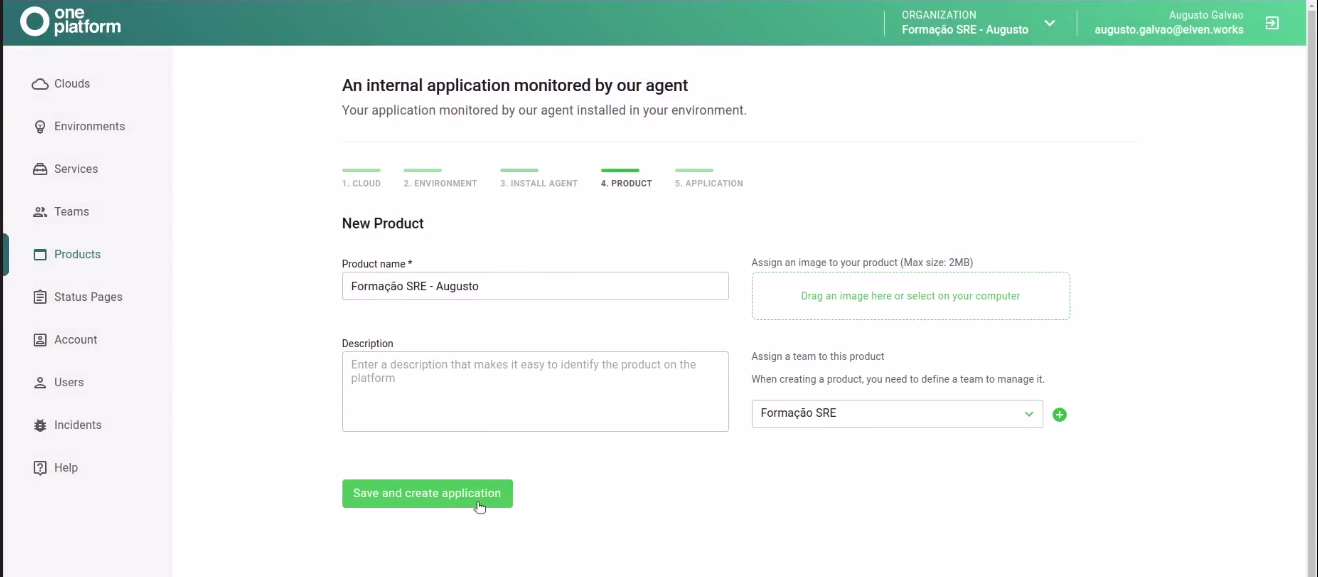 one
platform
ORGANIZATION
Formação SRE - Augusto
Augusto Galvao
augusto.galvao@elven.works
Clouds
Environments
Services
Teams
Products
Status Pages
Account
Users
Incidents
Help
An internal application monitored by our agent
Your application monitored by our agent installed in your environment.
1. CLOUD
2. ENVIRONMENT
3. INSTALL AGENT
4. PRODUCT
5. APPLICATION
New Product
Product name *
Formação SRE - Augusto
Assign an image to your product (Max size: 2MB)
Drag an image here or select on your computer
Description
Enter a description that makes it easy to identify the product on the
platform
Assign a team to this product
When creating a product, you need to define a team to manage it.
Formação SRE
Save and create application